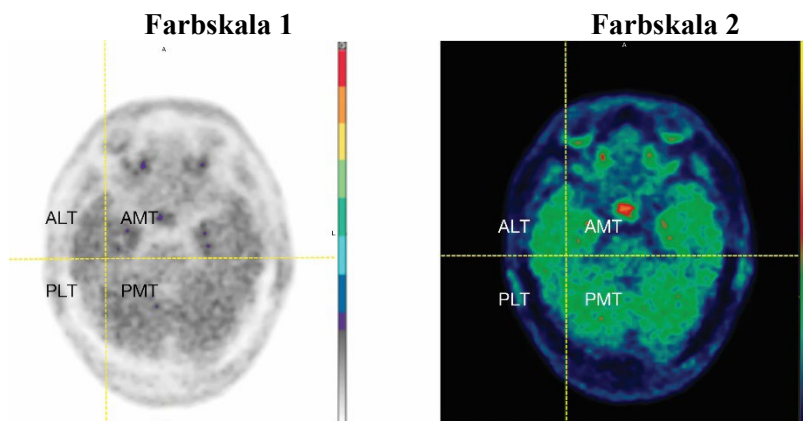 Farbskala 1 Farbskala 2
A A
ALT AMT ALT AMT
L
PLT PMT PLT PMT